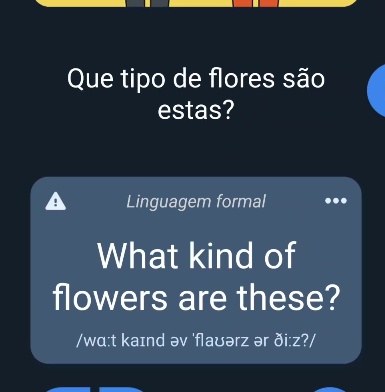 Que tipo de flores são
estas?
Linguagem formal
What kind of
flowers are these?
/wɑːt kaɪnd əv ˈflaʊərz ər ðiːz?/